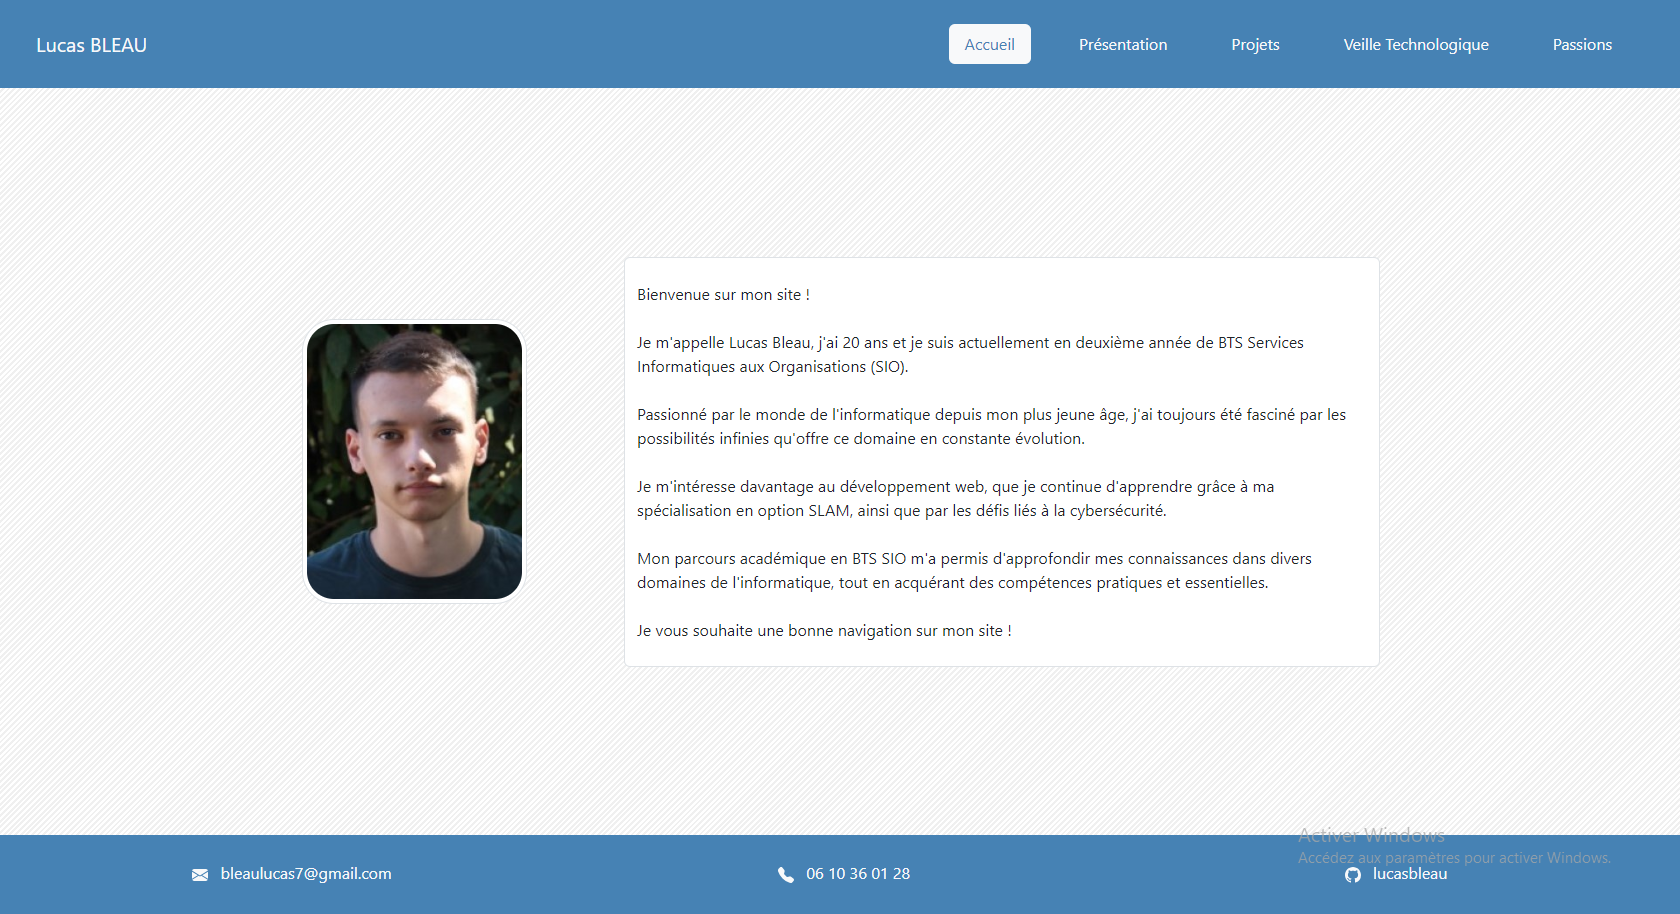 Lucas BLEAU
Accueil
Présentation
Projets
Veille Technologique
Passions
Bienvenue sur mon site !
Je m'appelle Lucas Bleau, j'ai 20 ans et je suis actuellement en deuxième année de BTS Services
Informatiques aux Organisations (SIO).
Passionné par le monde de l'informatique depuis mon plus jeune âge, j'ai toujours été fasciné par les
possibilités infinies qu'offre ce domaine en constante évolution.
Je m'intéresse davantage au développement web, que je continue d'apprendre grâce à ma
spécialisation en option SLAM, ainsi que par les défis liés à la cybersécurité.
Mon parcours académique en BTS SIO m'a permis d'approfondir mes connaissances dans divers
domaines de l'informatique, tout en acquérant des compétences pratiques et essentielles.
Je vous souhaite une bonne navigation sur mon site !
Activer Windows
Accédez aux paramètres pour activer Windows.
bleaulucas7@gmail.com
06 10 36 01 28
lucasbleau